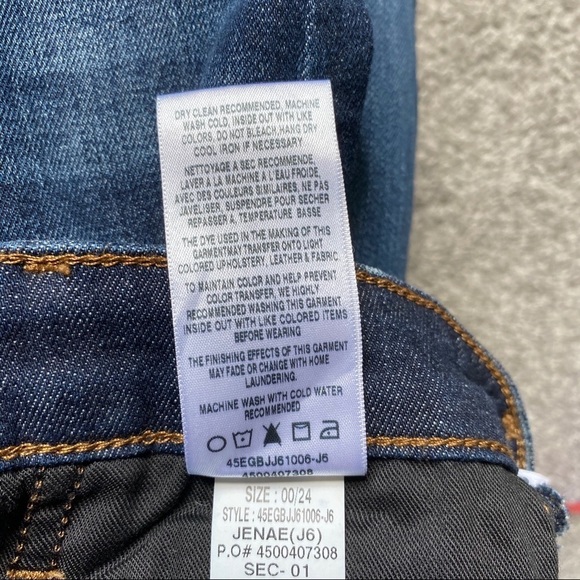 DRY CLEAN RECOMMENDED, MACHINE
WASH COLD, INSIDE OUT WITH LIKE
COLORS, DO NOT BLEACH, HANG DRY
COOL IRON IF NECESSARY
NETTOYAGE A SEC RECOMMENDE,
LAVER A LA MACHINE A L'EAU FROIDE,
AVEC DES COULEURS SIMILAIRES, NE PAS
JAVELISER, SUSPENDRE POUR SECHER
REPASSER A, TEMPERATURE BASSE
THE DYE USED IN THE MAKING OF THIS
GARMENTMAY TRANSFER ONTO LIGHT
COLORED UPHOLSTERY, LEATHER & FABRIC
TO MAINTAIN COLOR AND HELP PREVENT
COLOR TRANSFER, WE HIGHLY
RECOMMENDED WASHING THIS GARMENT
INSIDE OUT WITH LIKE COLORED ITEMS
BEFORE WEARING
THE FINISHING EFFECTS OF THIS GARMENT
MAY FADE OR CHANGE WITH HOME
LAUNDERING.
MACHINE WASH WITH COLD WATER
RECOMMENDED
45EGBJJ61006-J6
4500407308
SIZE : 00/24
STYLE : 45EGBJJ61006-J6
JENAE(J6)
P.O# 4500407308
SEC- 01